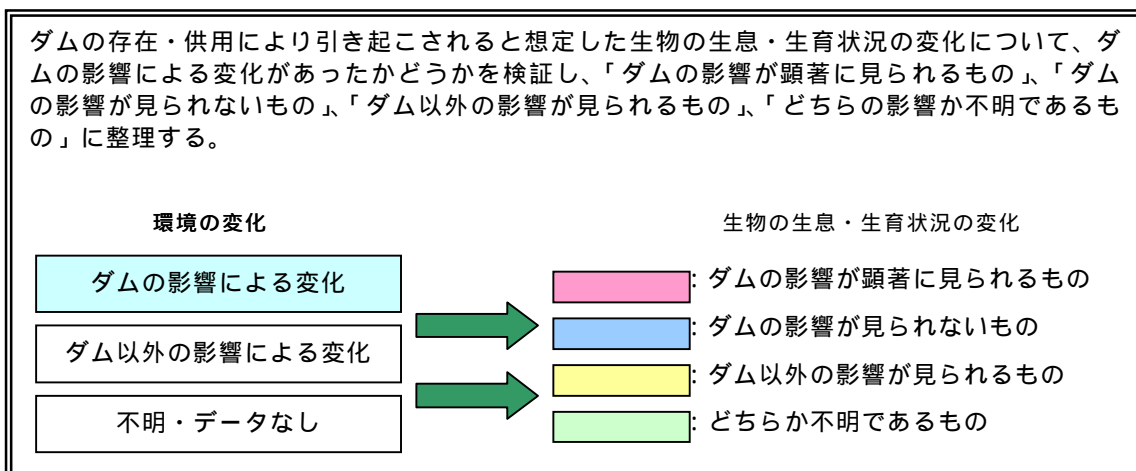 ダムの存在・供用により引き起こされると想定した生物の生息・生育状況の変化について、ダ
ムの影響による変化があったかどうかを検証し、「ダムの影響が顕著に見られるもの」、「ダム
の影響が見られないもの」、「ダム以外の影響が見られるもの」、「どちらの影響か不明であるも
の」に整理する。
環境の変化
ダムの影響による変化
ダム以外の影響による変化
不明・データなし
生物の生息・生育状況の変化
: ダムの影響が顕著に見られるもの
: ダムの影響が見られないもの
: ダム以外の影響が見られるもの
: どちらか不明であるもの